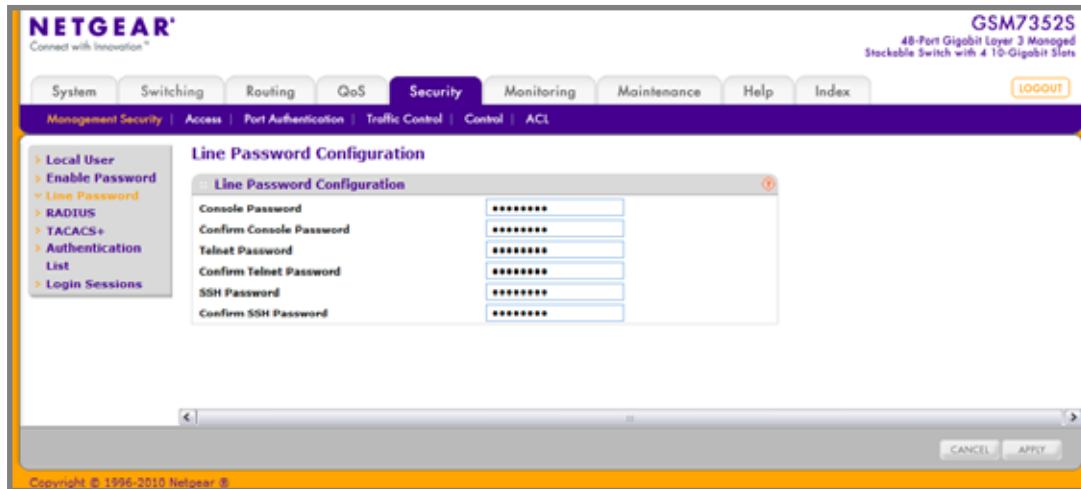 NETGEAR®
Connect with Innovation™
GSM7352S
48-Port Gigabit Layer 3 Managed
Stackable Switch with 4 10-Gigabit Slots
System Switching Routing QoS Security Monitoring Maintenance Help Index LOGOUT
Management Security | Access | Port Authentication | Traffic Control | Control | ACL
Local User
Enable Password
Line Password
RADIUS
TACACS+
Authentication
List
Login Sessions
Line Password Configuration
Line Password Configuration
Console Password ••••••••
Confirm Console Password ••••••••
Telnet Password ••••••••
Confirm Telnet Password ••••••••
SSH Password ••••••••
Confirm SSH Password ••••••••
CANCEL APPLY
Copyright © 1996-2010 Netgear ®